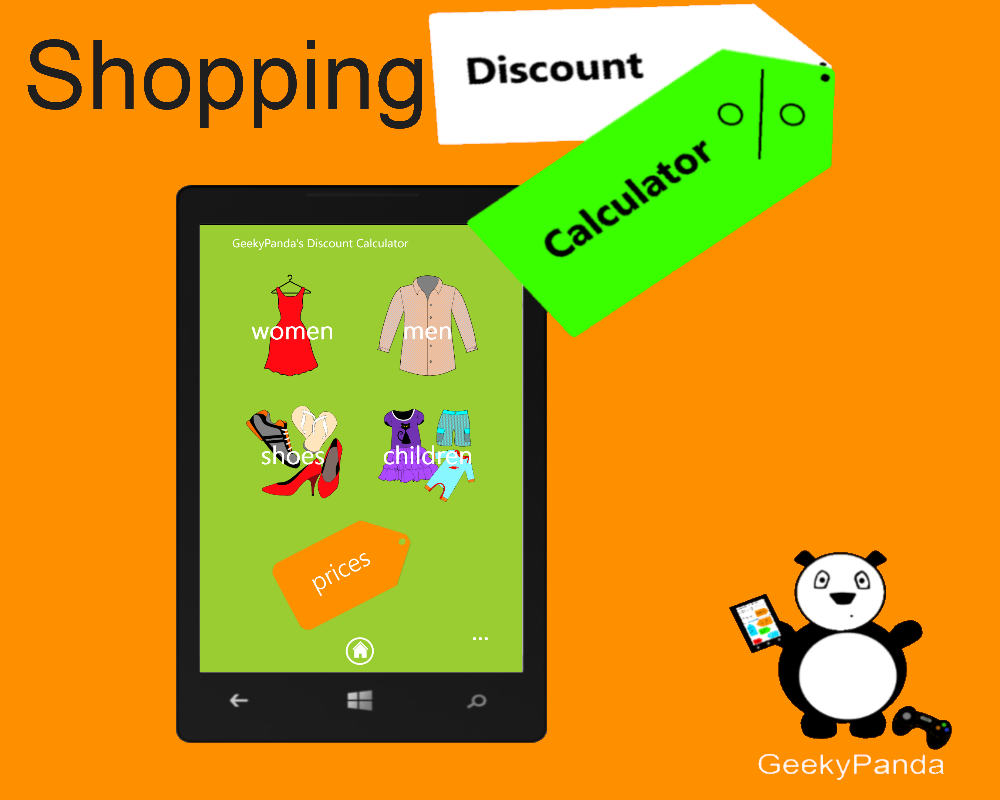 Shopping
Discount
Calculator
%
GeekyPanda's Discount Calculator
women
men
shoes
children
prices
...
GeekyPanda